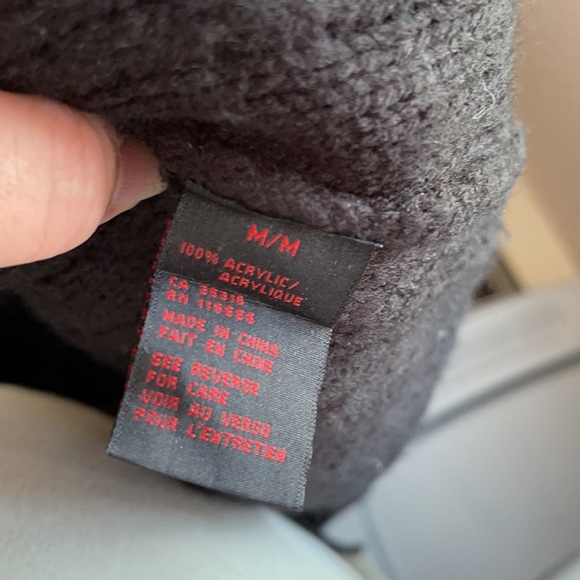 M/M
100% ACRYLIC/
ACRYLIQUE
CA
RN
MADE IN CHINA
FAIT EN CHINE
SEE REVERSE
FOR CARE
VOIR AU VERSO
POUR L'ENTRETIEN